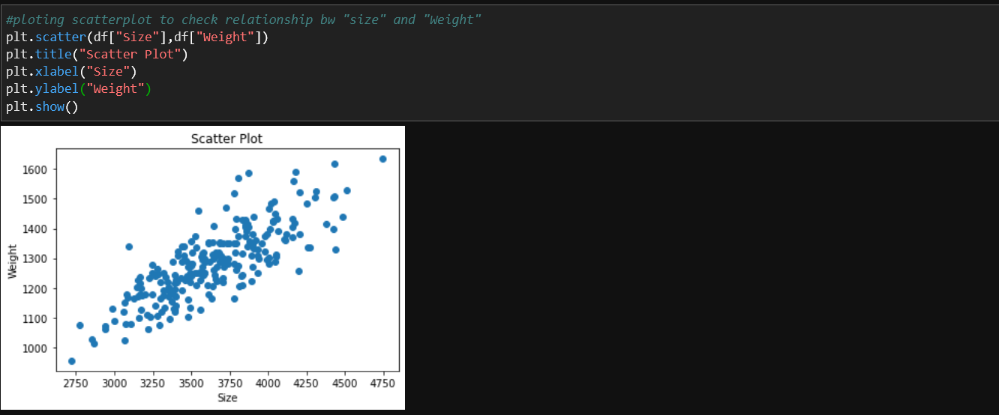 #ploting scatterplot to check relationship bw "size" and "Weight"
plt.scatter(df["Size"],df["Weight"])
plt.title("Scatter Plot")
plt.xlabel("Size")
plt.ylabel("Weight")
plt.show()
Scatter Plot
1600
1500
1400
1300
1200
1100
1000
Weight
2750 3000 3250 3500 3750 4000 4250 4500 4750
Size